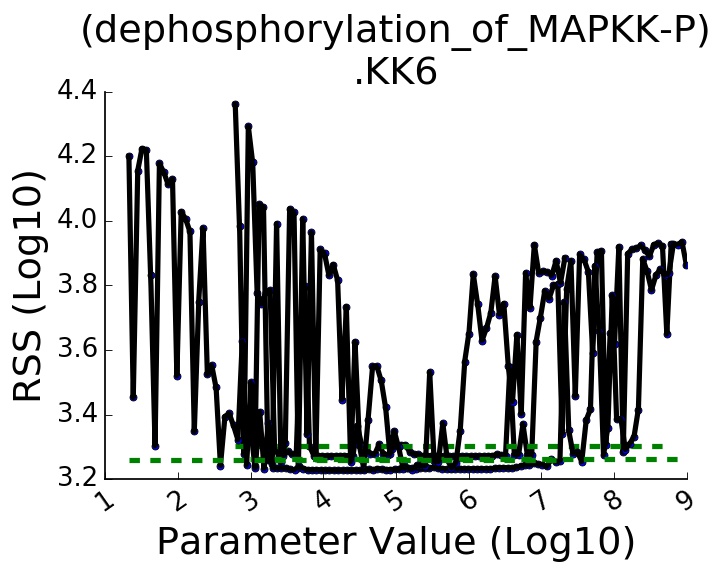 (dephosphorylation_of_MAPKK-P)
.KK6
4.4
4.2
4.0
3.8
3.6
3.4
3.2
RSS (Log10)
1 2 3 4 5 6 7 8 9
Parameter Value (Log10)